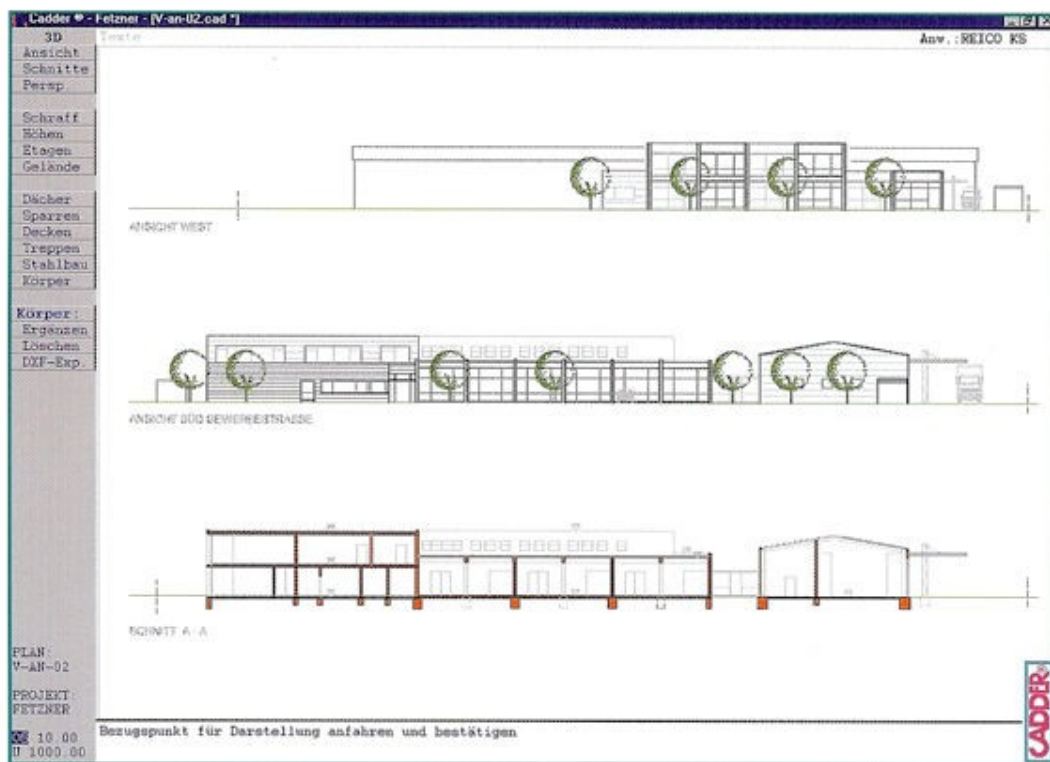 Cadder ® - Fetzner - [V-an-02.cad *]
3D
Texte
Anw.:REICO KS
Ansicht
Schnitte
Persp.
Schraff
Höhen
Etagen
Gelände
Dächer
Sparren
Decken
Treppen
Stahlbau
Körper
Körper:
Ergänzen
Löschen
DXF-Exp.
ANSICHT WEST
ANSICHT SÜD GEWERBESTRASSE
SCHNITT A - A
PLAN:
V-AN-02
PROJEKT:
FETZNER
10.00
U 1000.00
Bezugspunkt für Darstellung anfahren und bestätigen
CADDER